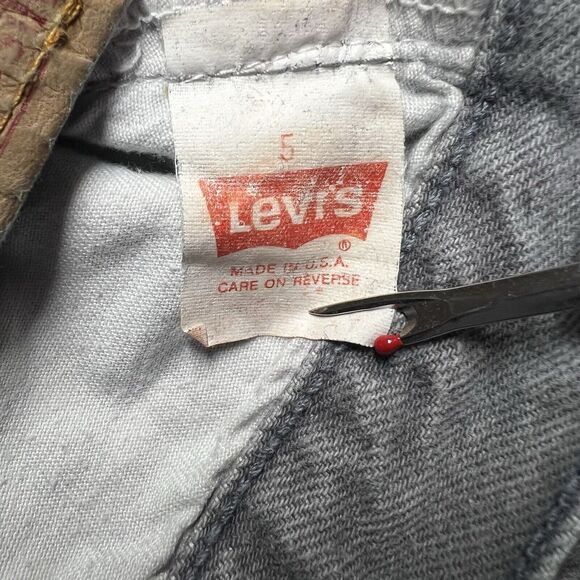 5
Levi's
®
MADE IN U.S.A.
CARE ON REVERSE